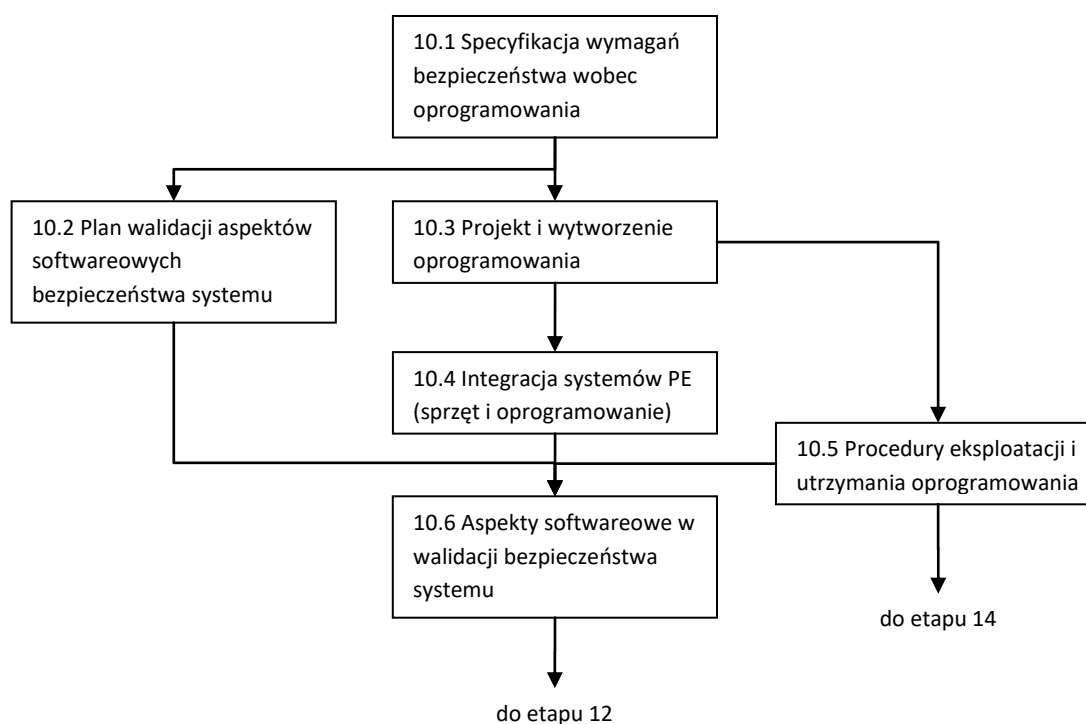 10.1 Specyfikacja wymagań
bezpieczeństwa wobec
oprogramowania
10.2 Plan walidacji aspektów
softwareowych
bezpieczeństwa systemu
10.3 Projekt i wytworzenie
oprogramowania
10.4 Integracja systemów PE
(sprzęt i oprogramowanie)
10.5 Procedury eksploatacji i
utrzymania oprogramowania
10.6 Aspekty softwareowe w
walidacji bezpieczeństwa
systemu
do etapu 14
do etapu 12